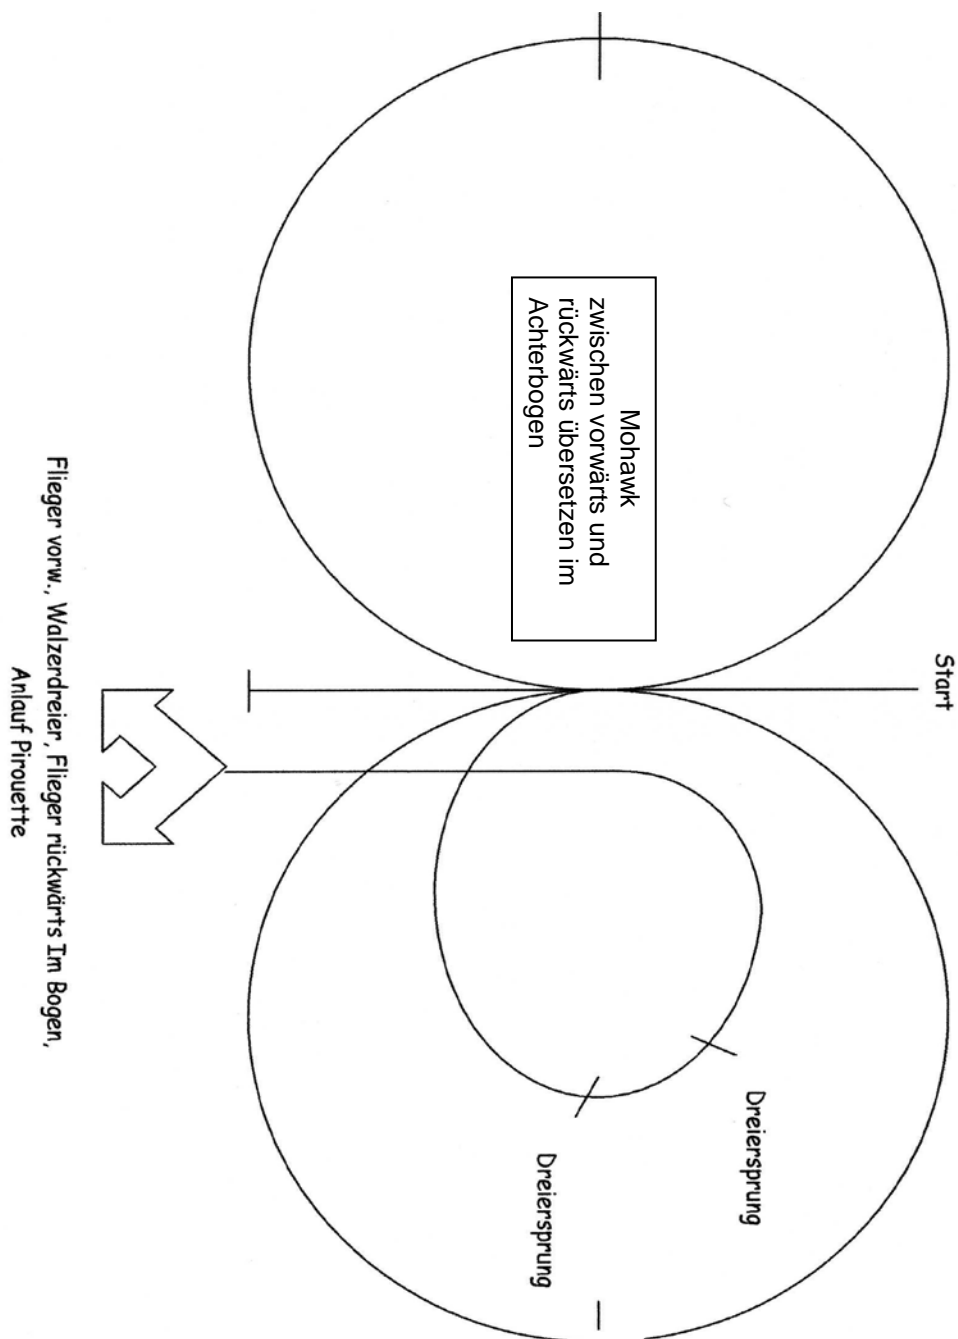 Start
Mohawk
zwischen vorwärts und
rückwärts übersetzen im
Achterbogen
Dreiersprung
Dreiersprung
Flieger vorw., Walzerdreier, Flieger rückwärts Im Bogen,
Anlauf Pirouette